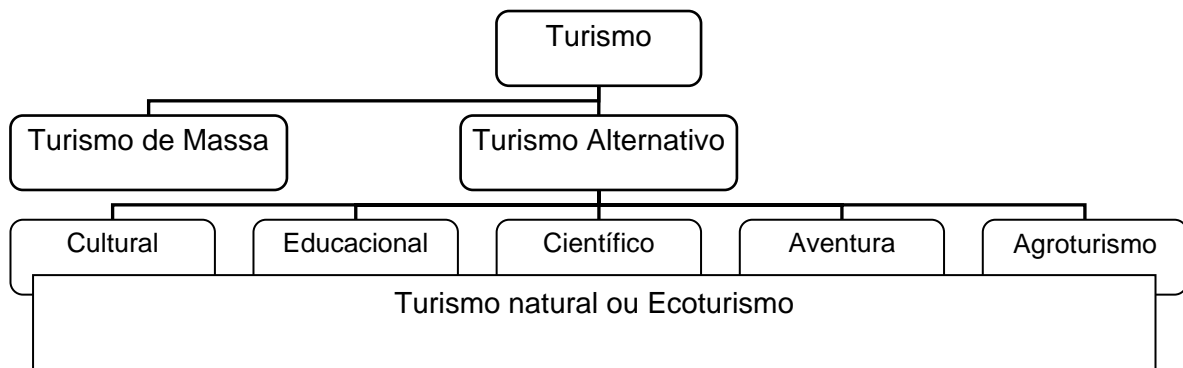 Turismo
Turismo de Massa
Turismo Alternativo
Cultural
Educacional
Científico
Aventura
Agroturismo
Turismo natural ou Ecoturismo